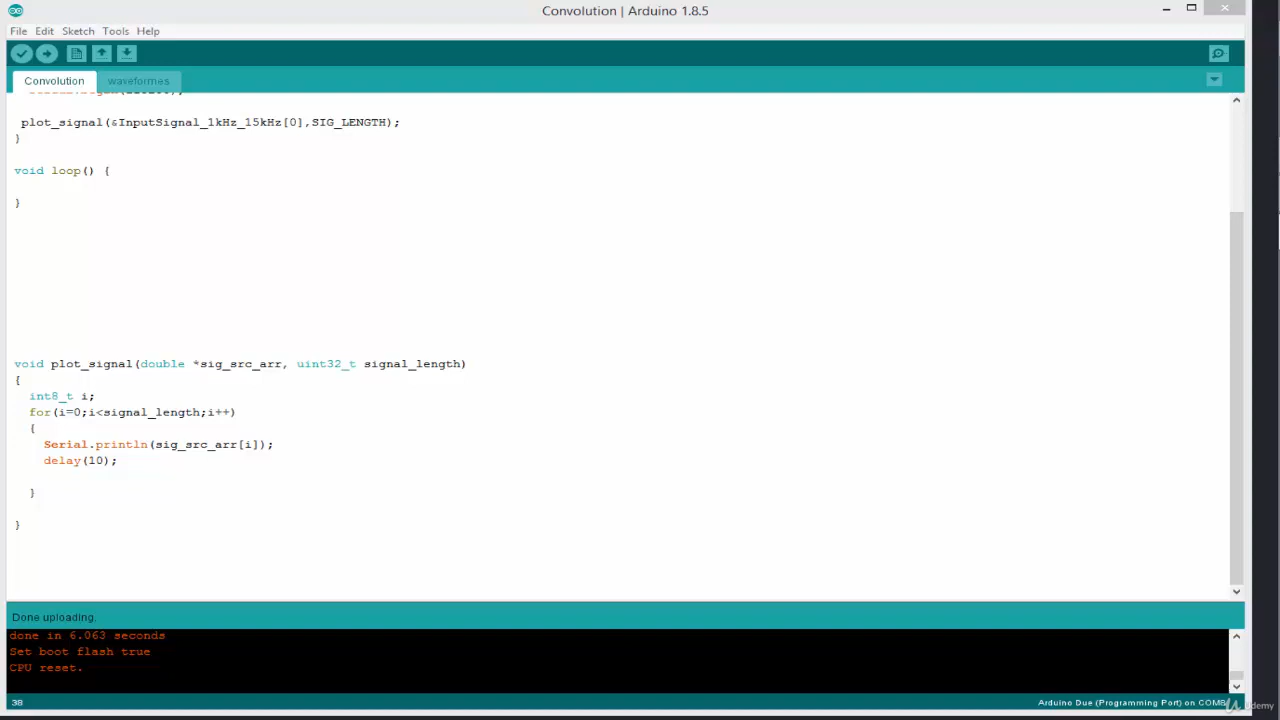 Convolution | Arduino 1.8.5
File Edit Sketch Tools Help
Convolution waveformes
plot_signal(&InputSignal_1kHz_15kHz[0],SIG_LENGTH);
}
void loop() {
}
void plot_signal(double *sig_src_arr, uint32_t signal_length)
{
int8_t i;
for(i=0;i<signal_length;i++)
{
Serial.println(sig_src_arr[i]);
delay(10);
}
}
Done uploading.
done in 6.063 seconds
Set boot flash true
CPU reset.
38
Arduino Due (Programming Port) on
Udemy